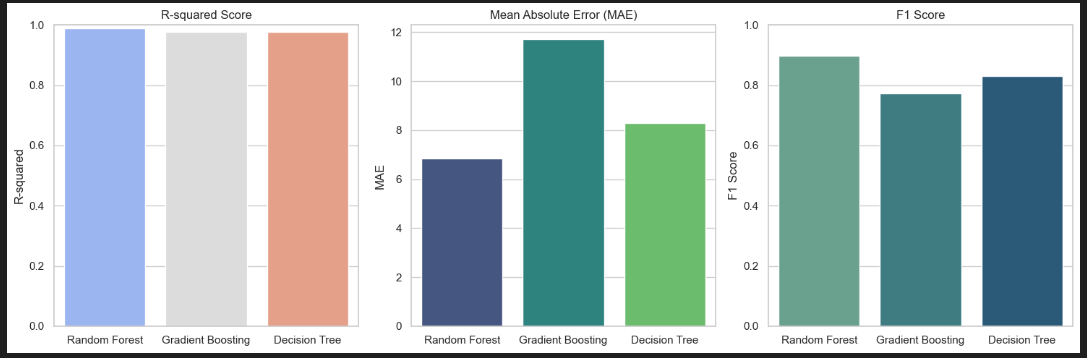 R-squared Score
R-squared
1.0
0.8
0.6
0.4
0.2
0.0
Random Forest Gradient Boosting Decision Tree
Mean Absolute Error (MAE)
MAE
12
10
8
6
4
2
0
Random Forest Gradient Boosting Decision Tree
F1 Score
F1 Score
1.0
0.8
0.6
0.4
0.2
0.0
Random Forest Gradient Boosting Decision Tree